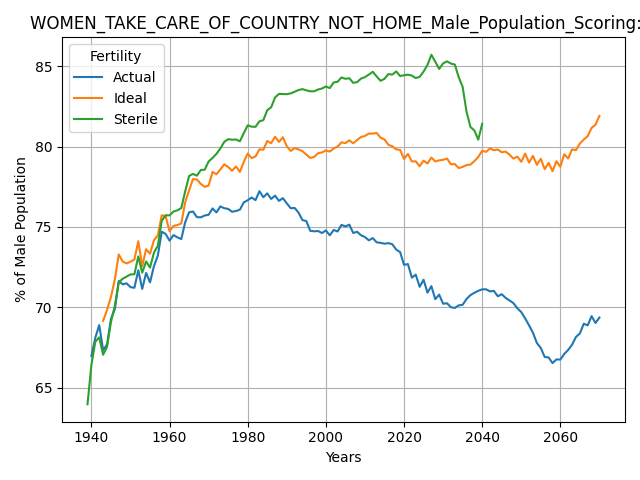 WOMEN_TAKE_CARE_OF_COUNTRY_NOT_HOME_Male_Population_Scoring:
Fertility
Actual
Ideal
Sterile
% of Male Population
85
80
75
70
65
1940 1960 1980 2000 2020 2040 2060
Years